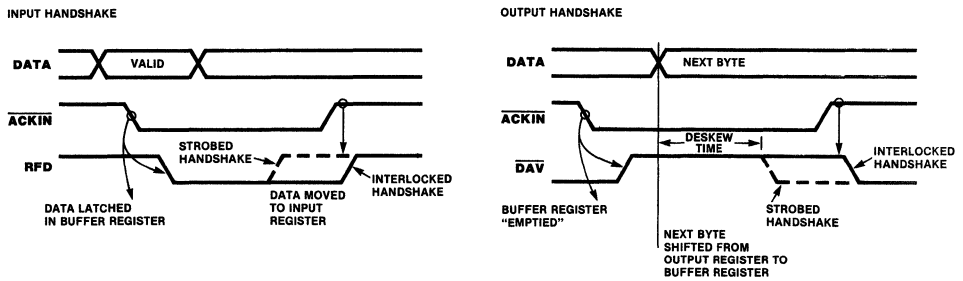 INPUT HANDSHAKE
DATA
VALID
ACKIN
RFD
STROBED
HANDSHAKE
INTERLOCKED
HANDSHAKE
DATA LATCHED
IN BUFFER REGISTER
DATA MOVED
TO INPUT
REGISTER
OUTPUT HANDSHAKE
DATA
NEXT BYTE
ACKIN
DESKEW
TIME
DAV
INTERLOCKED
HANDSHAKE
BUFFER REGISTER
"EMPTIED"
STROBED
HANDSHAKE
NEXT BYTE
SHIFTED FROM
OUTPUT REGISTER TO
BUFFER REGISTER